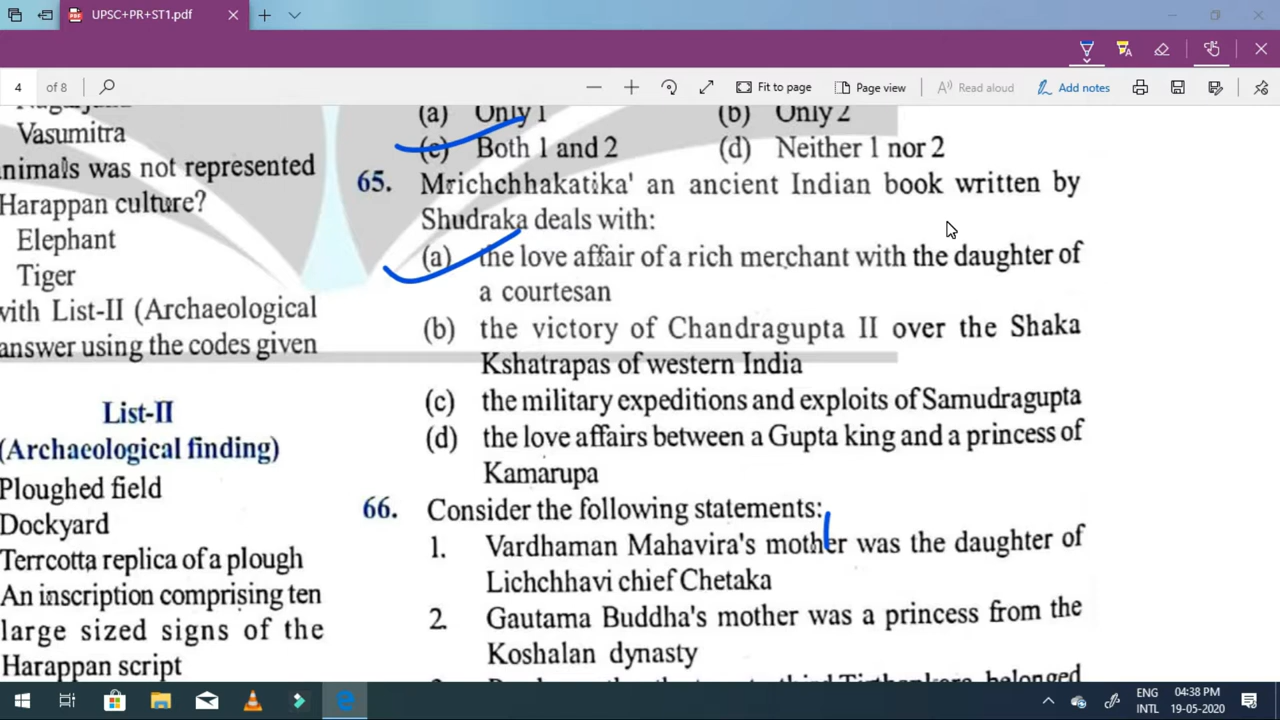 UPSC+PR+ST1.pdf
4 of 8
Fit to page
Page view
Read aloud
Add notes
Vasumitra
animals was not represented
Harappan culture?
Elephant
Tiger
with List-II (Archaeological
answer using the codes given
List-II
(Archaeological finding)
Ploughed field
Dockyard
Terrcotta replica of a plough
An inscription comprising ten
large sized signs of the
Harappan script
(a) Only 1 (b) Only 2
(c) Both 1 and 2 (d) Neither 1 nor 2
65. Mrichchhakatika' an ancient Indian book written by
Shudraka deals with:
(a) the love affair of a rich merchant with the daughter of
a courtesan
(b) the victory of Chandragupta II over the Shaka
Kshatrapas of western India
(c) the military expeditions and exploits of Samudragupta
(d) the love affairs between a Gupta king and a princess of
Kamarupa
66. Consider the following statements:
1. Vardhaman Mahavira's mother was the daughter of
Lichchhavi chief Chetaka
2. Gautama Buddha's mother was a princess from the
Koshalan dynasty
belonged
ENG
INTL
04:38 PM
19-05-2020